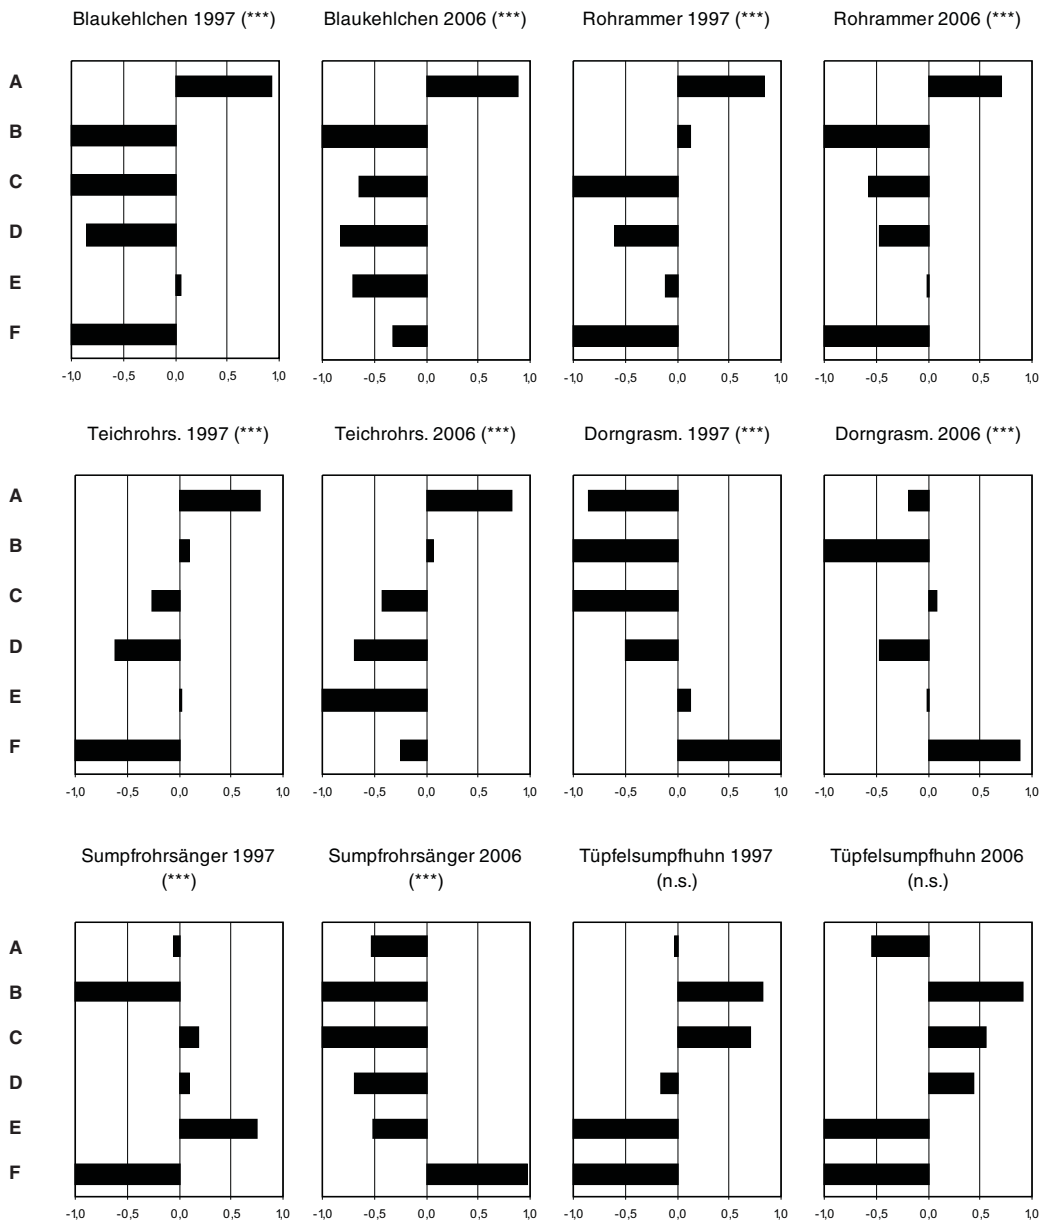 Blaukehlchen 1997 (***) Blaukehlchen 2006 (***) Rohrammer 1997 (***) Rohrammer 2006 (***)
A
B
C
D
E
F
-1,0 -0,5 0,0 0,5 1,0 -1,0 -0,5 0,0 0,5 1,0 -1,0 -0,5 0,0 0,5 1,0 -1,0 -0,5 0,0 0,5 1,0
Teichrohrs. 1997 (***) Teichrohrs. 2006 (***) Dorngrasm. 1997 (***) Dorngrasm. 2006 (***)
A
B
C
D
E
F
-1,0 -0,5 0,0 0,5 1,0 -1,0 -0,5 0,0 0,5 1,0 -1,0 -0,5 0,0 0,5 1,0 -1,0 -0,5 0,0 0,5 1,0
Sumpfrohrsänger 1997 Sumpfrohrsänger 2006 Tüpfelsumpfhuhn 1997 Tüpfelsumpfhuhn 2006
(***) (***) (n.s.) (n.s.)
A
B
C
D
E
F
-1,0 -0,5 0,0 0,5 1,0 -1,0 -0,5 0,0 0,5 1,0 -1,0 -0,5 0,0 0,5 1,0 -1,0 -0,5 0,0 0,5 1,0